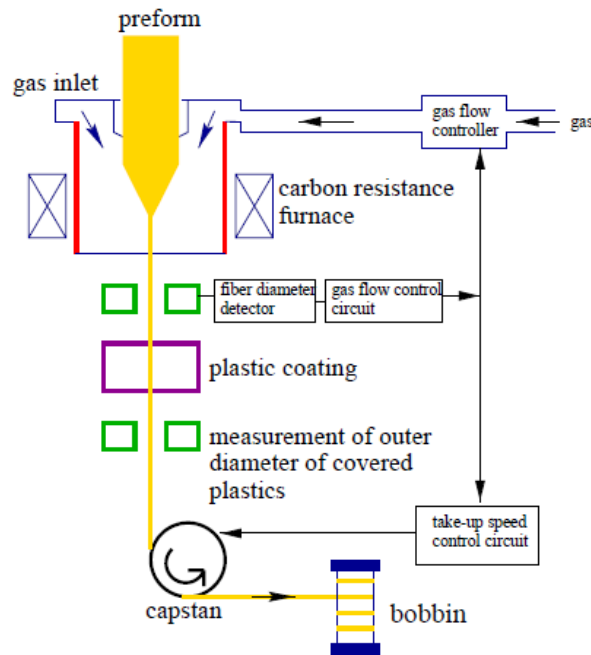 preform
gas inlet
gas flow
controller
gas
carbon resistance
furnace
fiber diameter
detector
gas flow control
circuit
plastic coating
measurement of outer
diameter of covered
plastics
take-up speed
control circuit
capstan
bobbin